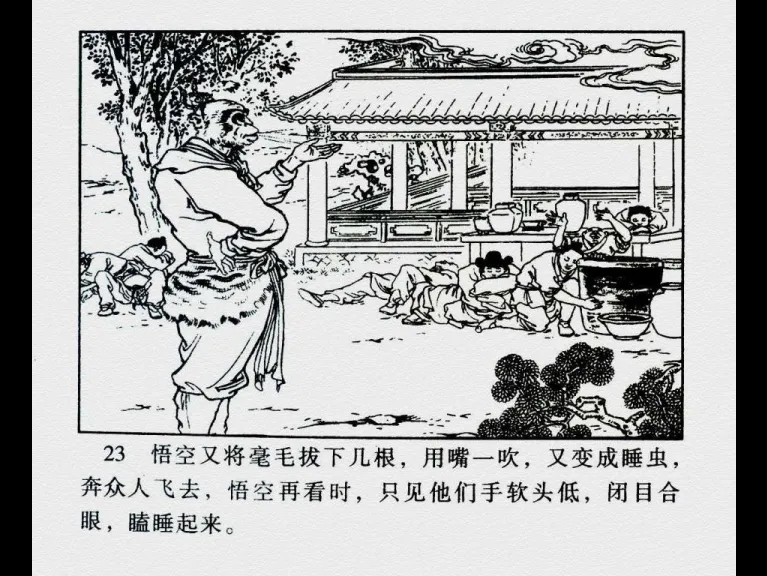 23 悟空又将毫毛拔下几根，用嘴一吹，又变成睡虫，
奔众人飞去，悟空再看时，只见他们手软头低，闭目合
眼，瞌睡起来。